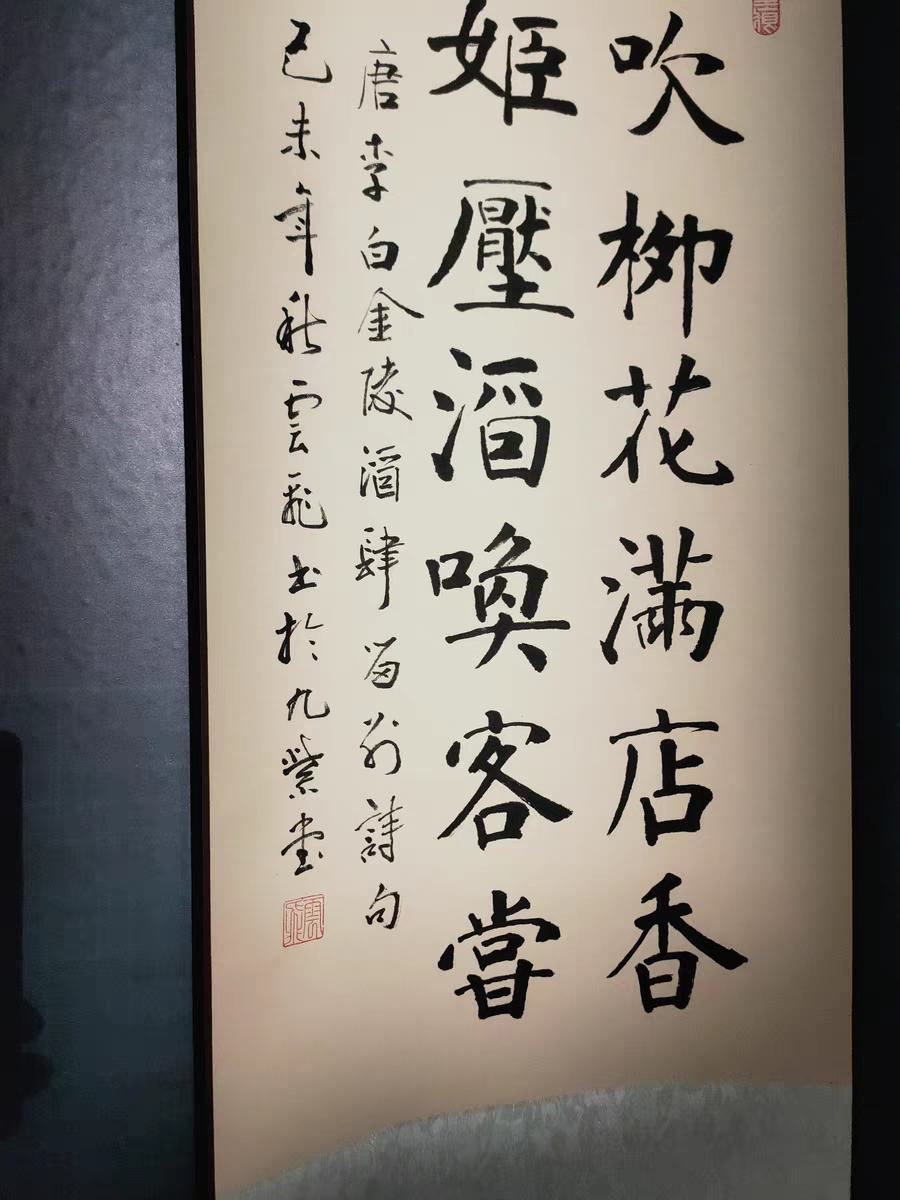 吹柳花滿店香
姬壓酒喚客嘗
唐李白金陵酒肆留别詩句
己未年秋雲飛书於九紫堂